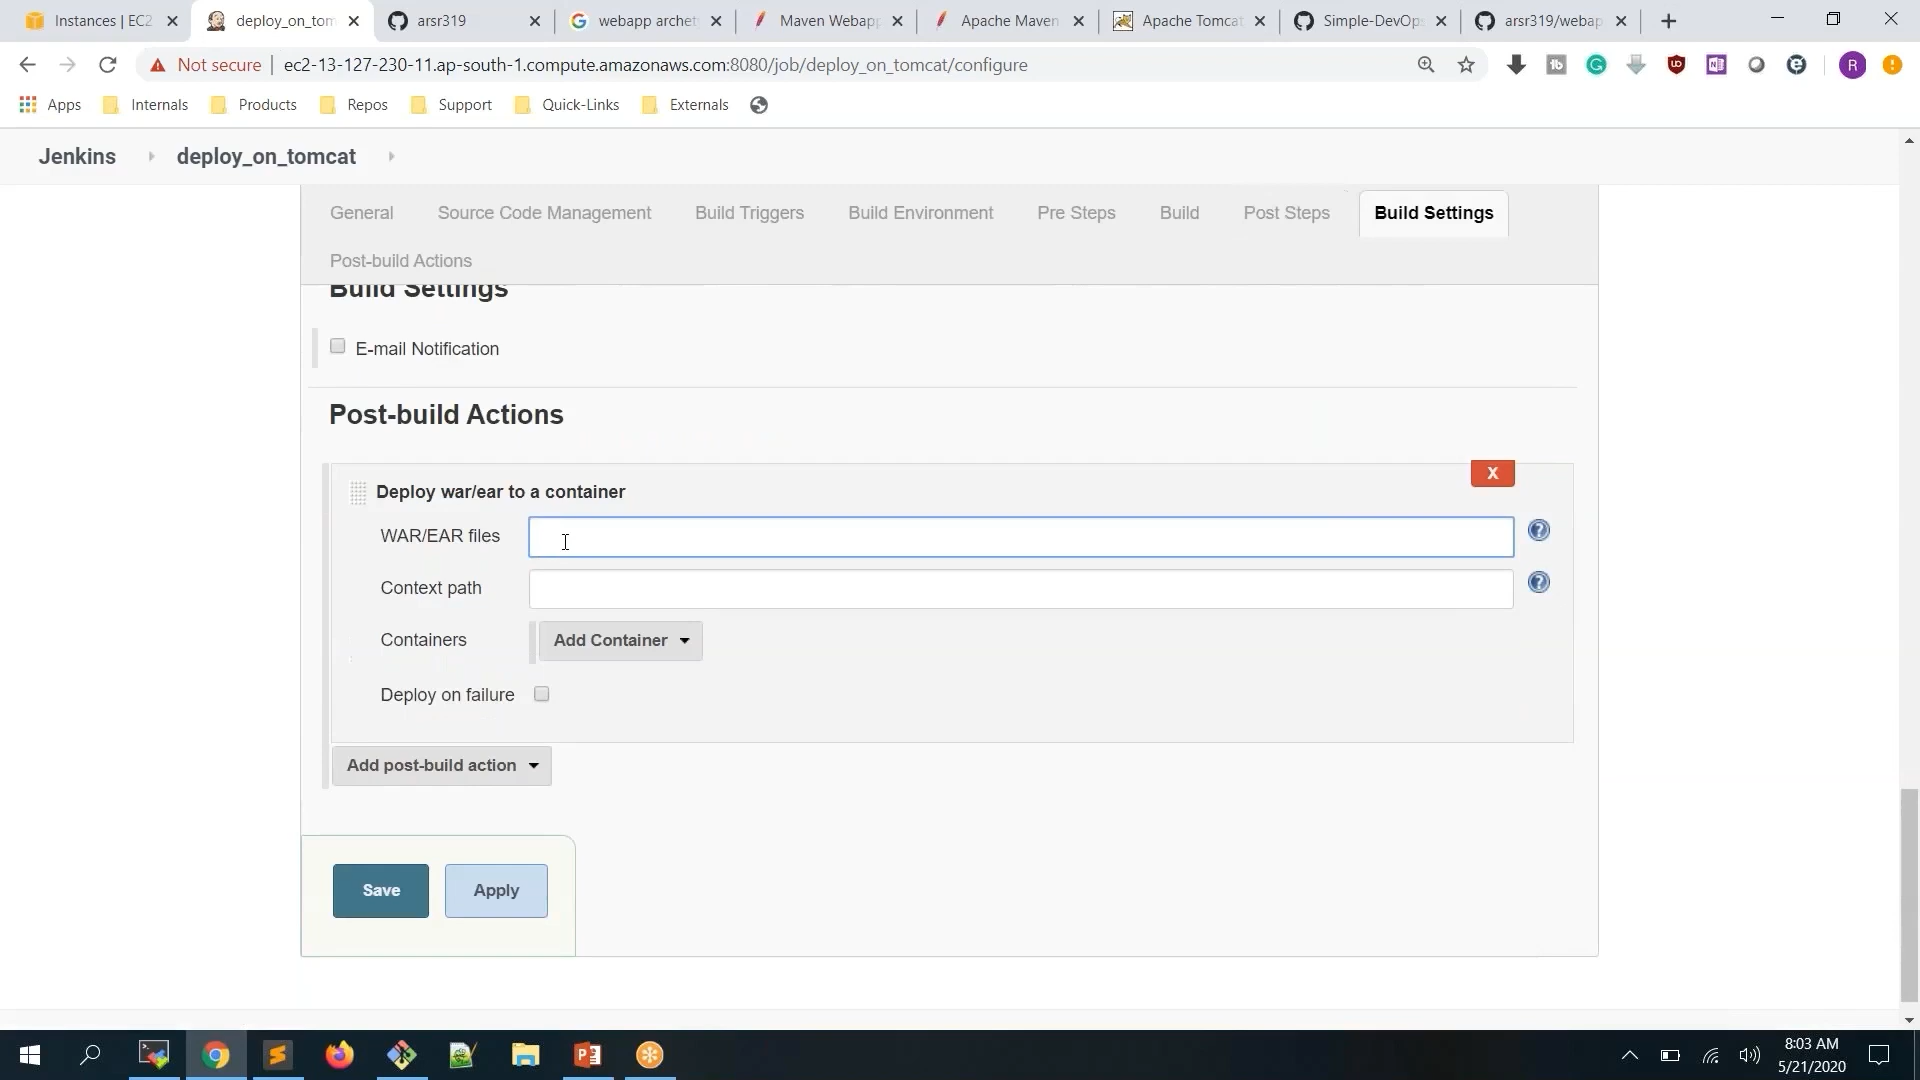 Instances | EC2
deploy_on_tom
arsr319
webapp archet
Maven Webapp
Apache Maven
Apache Tomcat
Simple-DevOps
arsr319/webap
Not secure
ec2-13-127-230-11.ap-south-1.compute.amazonaws.com:8080/job/deploy_on_tomcat/configure
R
Apps
Internals
Products
Repos
Support
Quick-Links
Externals
Jenkins
deploy_on_tomcat
General
Source Code Management
Build Triggers
Build Environment
Pre Steps
Build
Post Steps
Build Settings
Post-build Actions
Build Settings
E-mail Notification
Post-build Actions
X
Deploy war/ear to a container
WAR/EAR files
Context path
Containers
Add Container
Deploy on failure
Add post-build action
Save
Apply
8:03 AM
5/21/2020